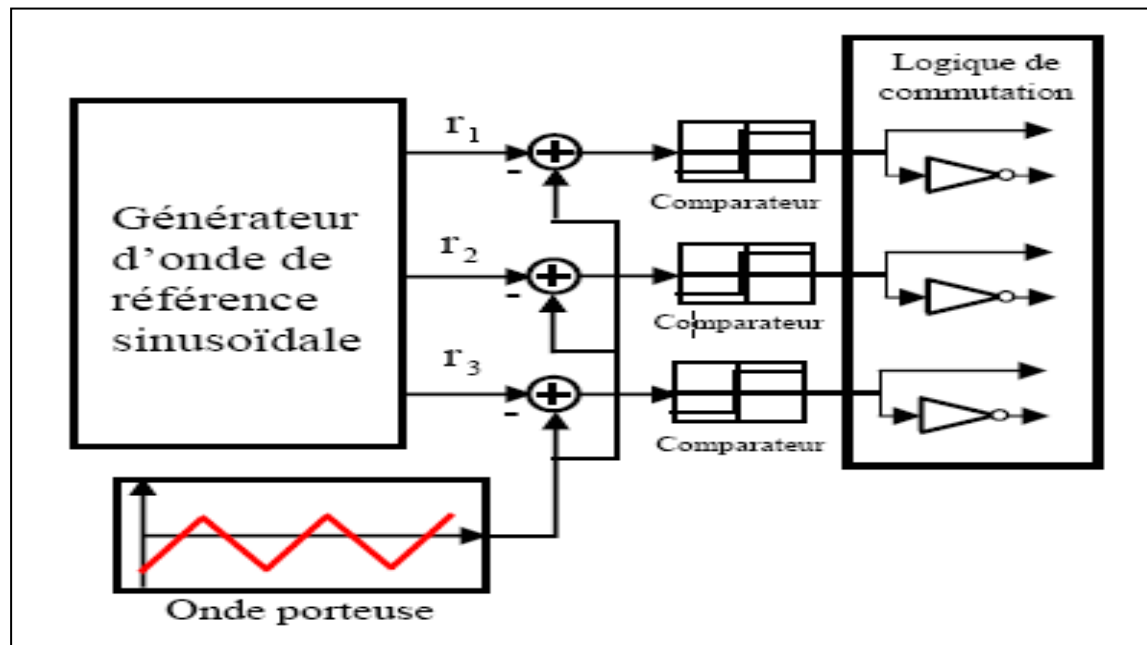 Générateur
d'onde de
référence
sinusoïdale
r1
r2
r3
-
-
-
Comparateur
Comparateur
Comparateur
Logique de
commutation
Onde porteuse